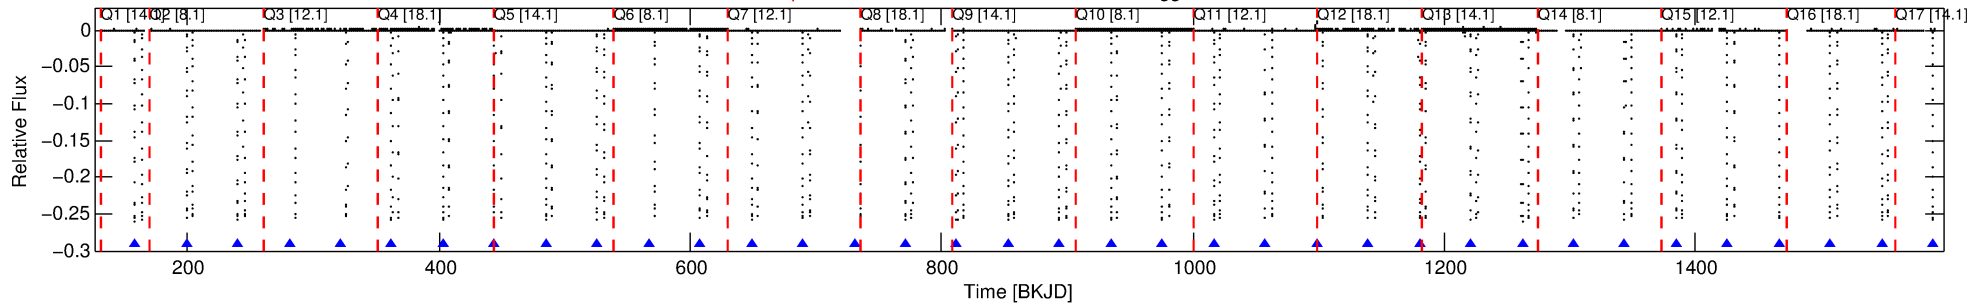 Q1 [14.1] Q2 [8.1] Q3 [12.1] Q4 [18.1] Q5 [14.1] Q6 [8.1] Q7 [12.1] Q8 [18.1] Q9 [14.1] Q10 [8.1] Q11 [12.1] Q12 [18.1] Q13 [14.1] Q14 [8.1] Q15 [12.1] Q16 [18.1] Q17 [14.1]
0
−0.05
−0.1
−0.15
−0.2
−0.25
−0.3
Relative Flux
200 400 600 800 1000 1200 1400
Time [BKJD]